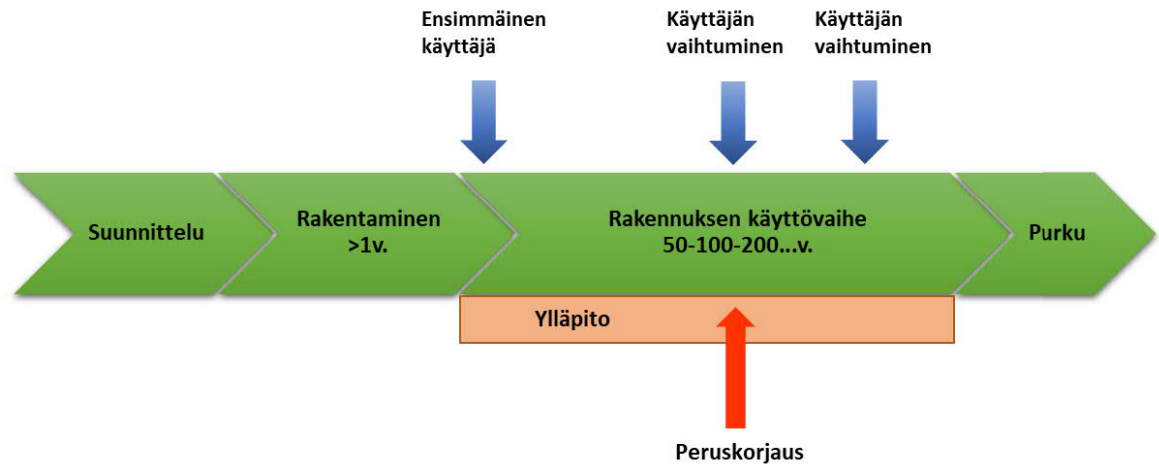 Ensimmäinen
käyttäjä
Käyttäjän
vaihtuminen
Käyttäjän
vaihtuminen
Suunnittelu
Rakentaminen
>1v.
Rakennuksen käyttövaihe
50-100-200...v.
Purku
Ylläpito
Peruskorjaus